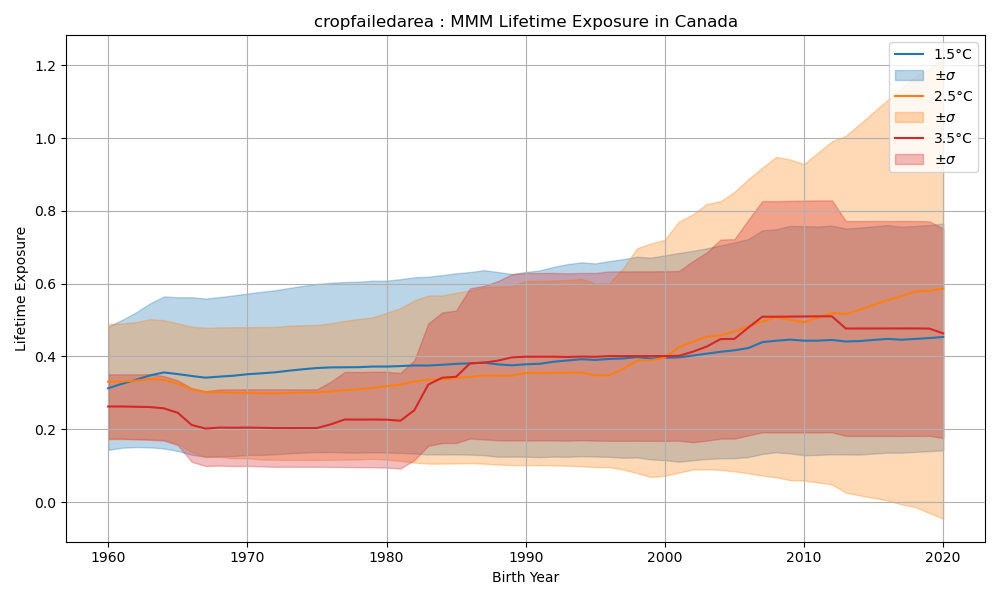 cropfailedarea : MMM Lifetime Exposure in Canada
1.5°C
±σ
2.5°C
±σ
3.5°C
±σ
Lifetime Exposure
1.2
1.0
0.8
0.6
0.4
0.2
0.0
1960 1970 1980 1990 2000 2010 2020
Birth Year